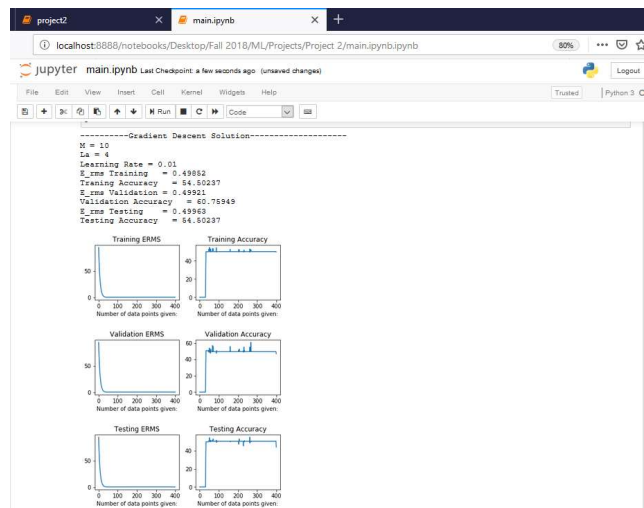 project2
main.ipynb
localhost:8888/notebooks/Desktop/Fall 2018/ML/Projects/Project 2/main.ipynb.ipynb
80%
jupyter main.ipynb Last Checkpoint: a few seconds ago (unsaved changes)
Logout
File Edit View Insert Cell Kernel Widgets Help
Trusted
Python 3
Run
Code
----------Gradient Descent Solution--------------------
M = 10
La = 4
Learning Rate = 0.01
E_rms Training = 0.49852
Traning Accuracy = 54.50237
E_rms Validation = 0.49921
Validation Accuracy = 60.75949
E_rms Testing = 0.49963
Testing Accuracy = 54.50237
Training ERMS Training Accuracy
50
0
40
20
0
0 100 200 300 400 0 100 200 300 400
Number of data points given: Number of data points given:
Validation ERMS Validation Accuracy
50
0
60
40
20
0
0 100 200 300 400 0 100 200 300 400
Number of data points given: Number of data points given:
Testing ERMS Testing Accuracy
50
0
40
20
0
0 100 200 300 400 0 100 200 300 400
Number of data points given: Number of data points given: